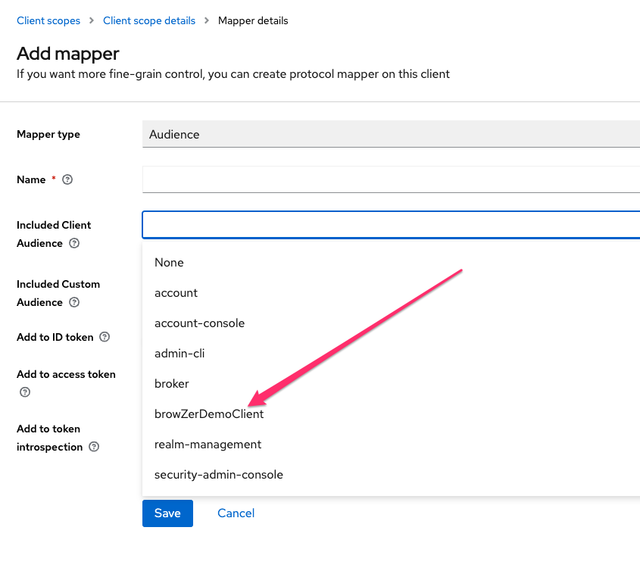 Client scopes > Client scope details > Mapper details
Add mapper
If you want more fine-grain control, you can create protocol mapper on this client
Mapper type
Audience
Name *
Included Client
Audience
None
account
account-console
admin-cli
broker
browZerDemoClient
realm-management
security-admin-console
Included Custom
Audience
Add to ID token
Add to access token
Add to token
introspection
Save
Cancel